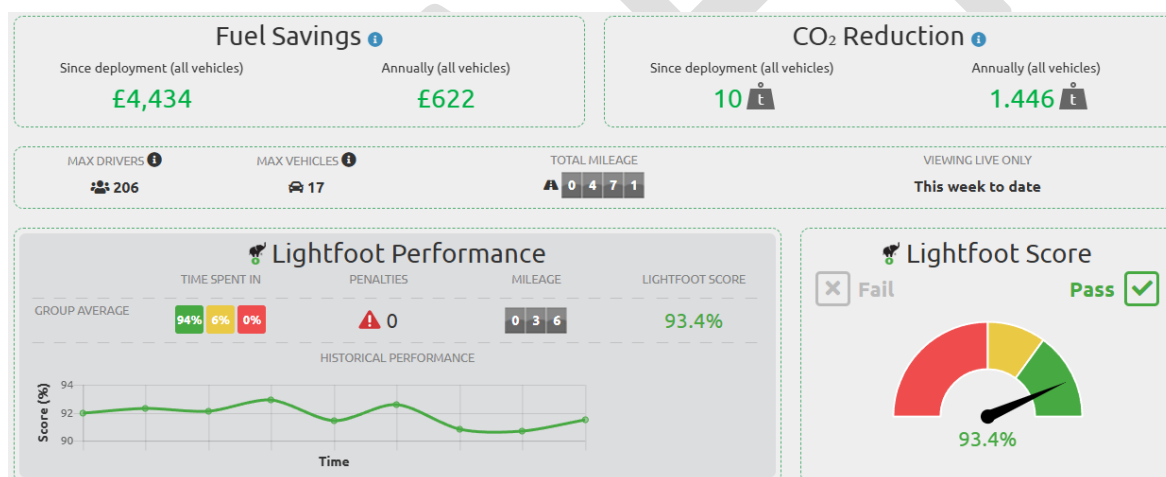 Fuel Savings
Since deployment (all vehicles) Annually (all vehicles)
£4,434 £622
CO₂ Reduction
Since deployment (all vehicles) Annually (all vehicles)
10 t 1.446 t
MAX DRIVERS MAX VEHICLES TOTAL MILEAGE VIEWING LIVE ONLY
206 17 0 4 7 1 This week to date
Lightfoot Performance
TIME SPENT IN PENALTIES MILEAGE LIGHTFOOT SCORE
GROUP AVERAGE 94% 6% 0% 0 0 3 6 93.4%
HISTORICAL PERFORMANCE
Score (%)
94
92
90
Time
Lightfoot Score
Fail Pass
93.4%